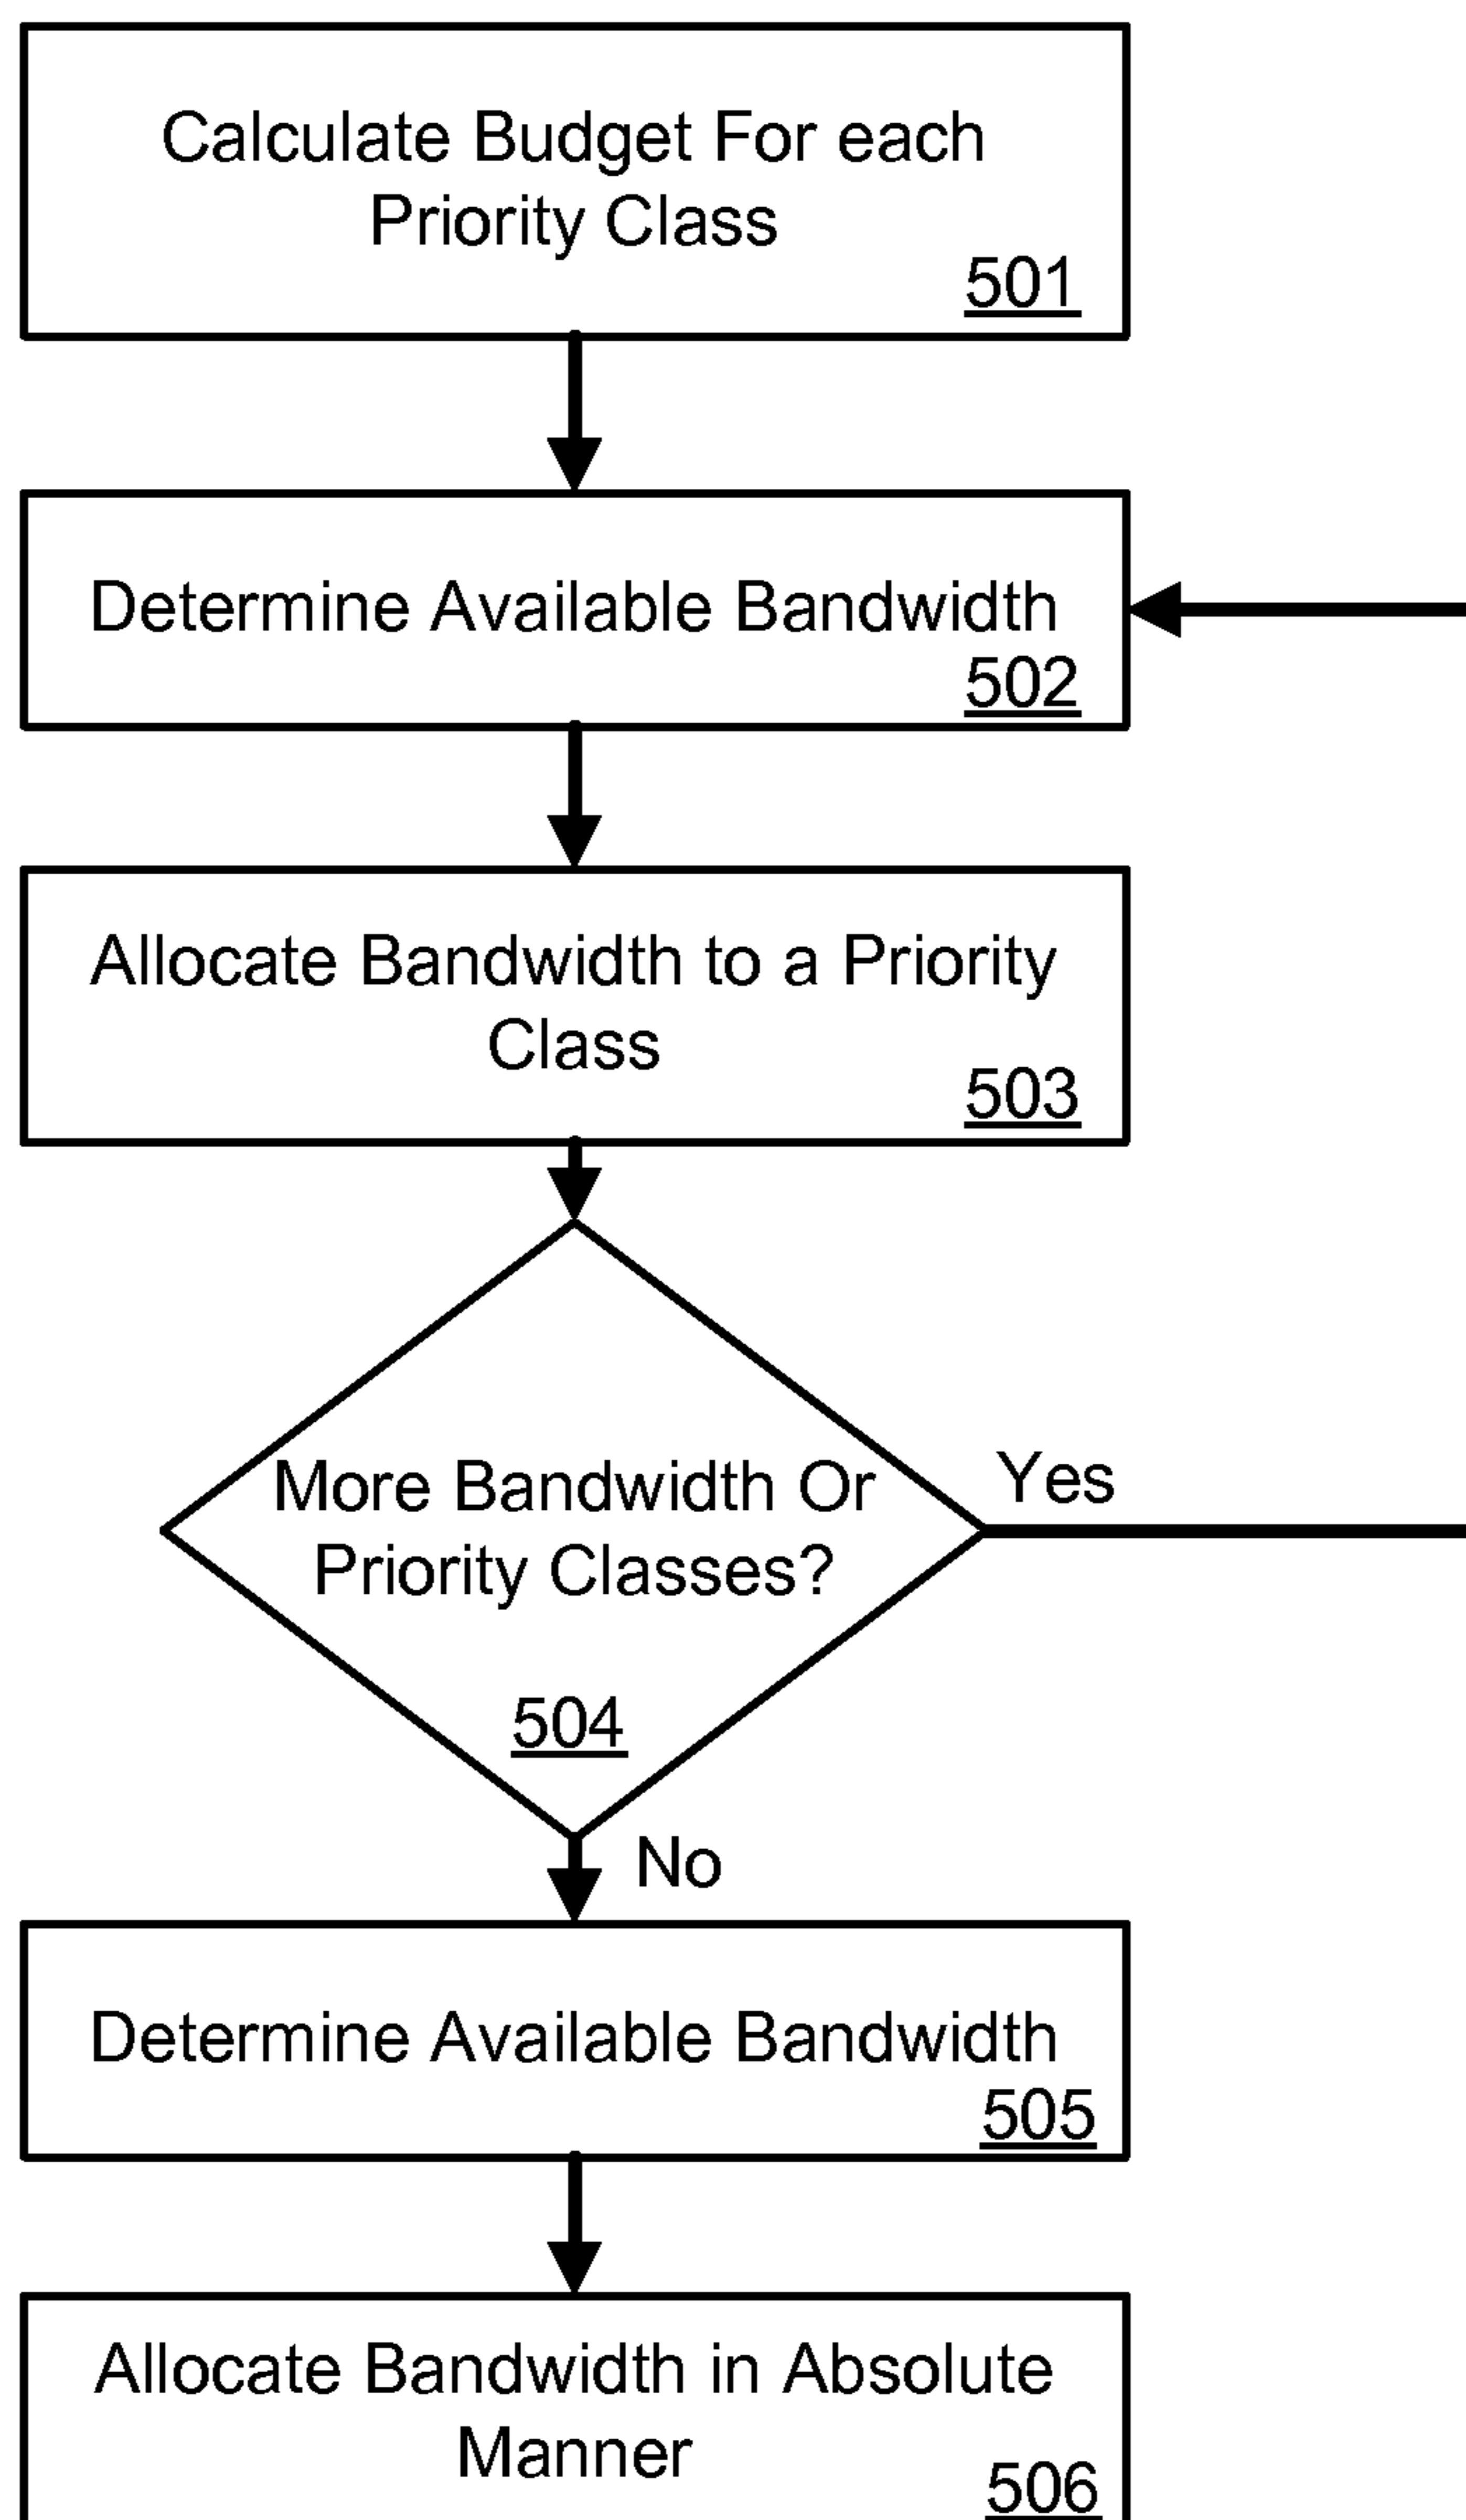 Calculate Budget For each
Priority Class
501
Determine Available Bandwidth
502
Allocate Bandwidth to a Priority
Class
503
More Bandwidth Or
Priority Classes?
504
Yes
No
Determine Available Bandwidth
505
Allocate Bandwidth in Absolute
Manner
506